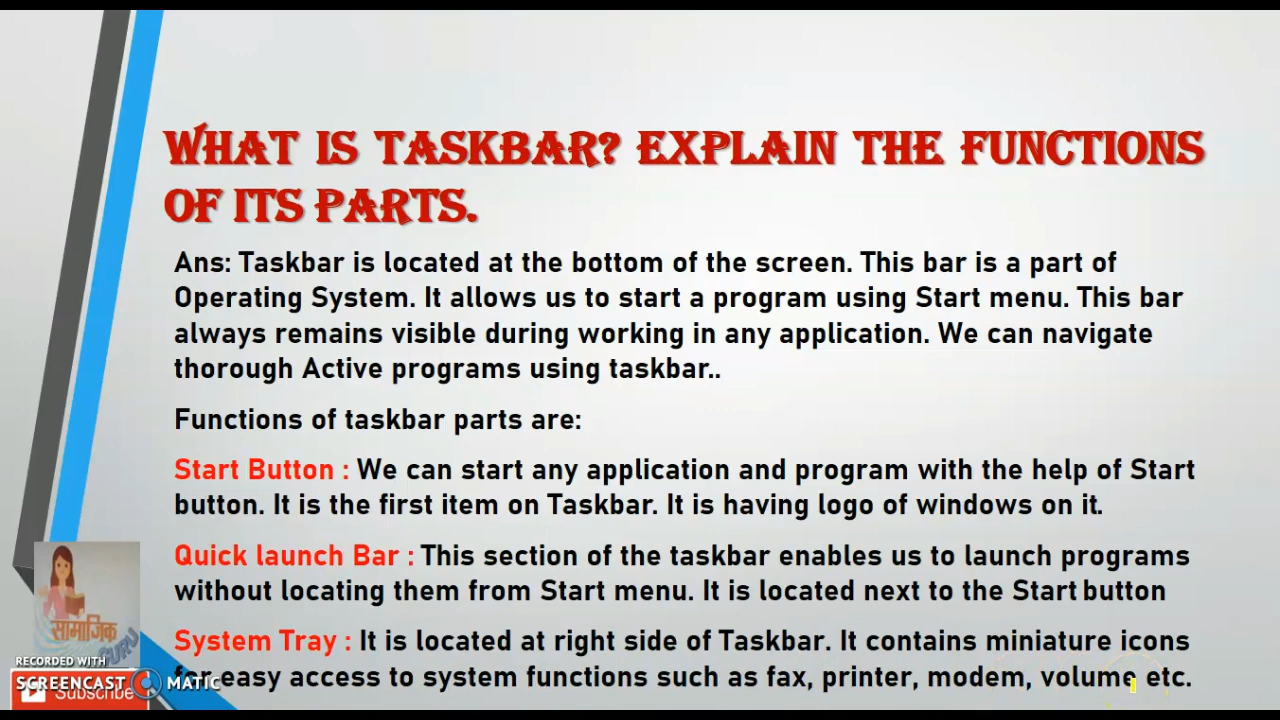 WHAT IS TASKBAR? EXPLAIN THE FUNCTIONS
OF ITS PARTS.
Ans: Taskbar is located at the bottom of the screen. This bar is a part of
Operating System. It allows us to start a program using Start menu. This bar
always remains visible during working in any application. We can navigate
thorough Active programs using taskbar..
Functions of taskbar parts are:
Start Button : We can start any application and program with the help of Start
button. It is the first item on Taskbar. It is having logo of windows on it.
Quick launch Bar : This section of the taskbar enables us to launch programs
without locating them from Start menu. It is located next to the Start button
System Tray : It is located at right side of Taskbar. It contains miniature icons
for easy access to system functions such as fax, printer, modem, volume etc.
सामाजिक
GURU
RECORDED WITH
SCREENCAST MATIC
Subscribe